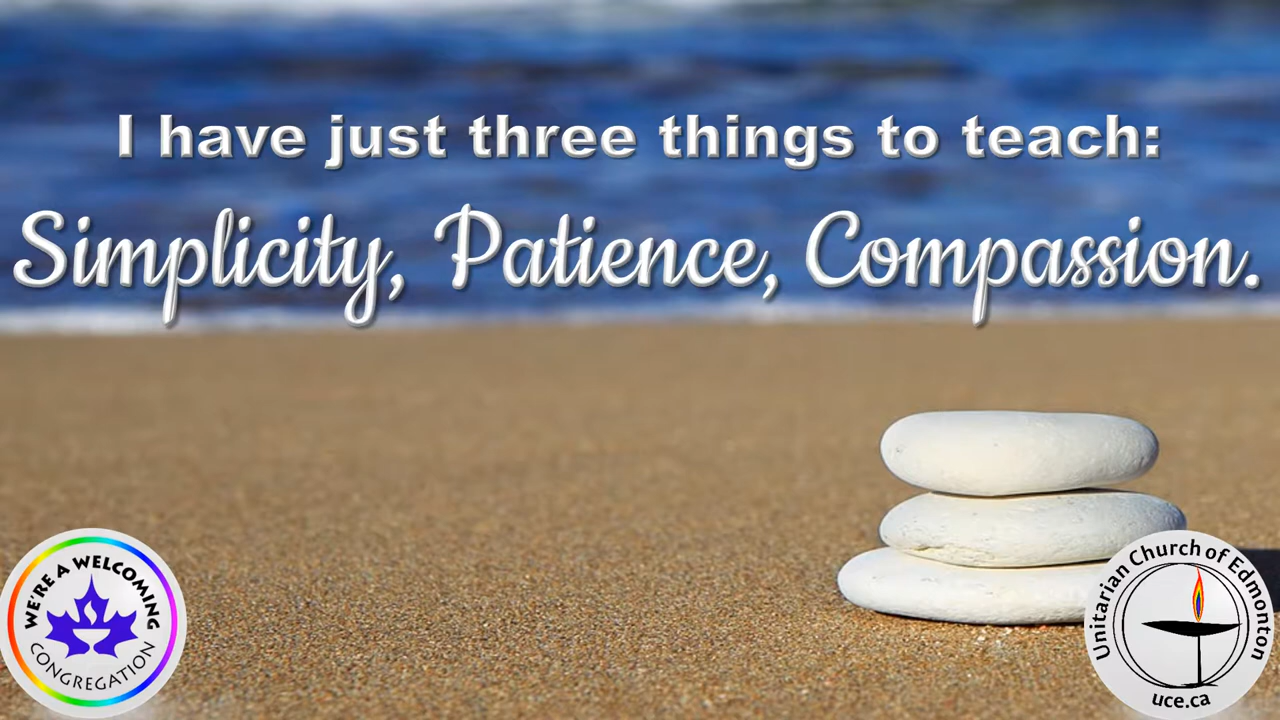 I have just three things to teach:
Simplicity, Patience, Compassion.
WE'RE A WELCOMING
CONGREGATION
Unitarian Church of Edmonton
uce.ca